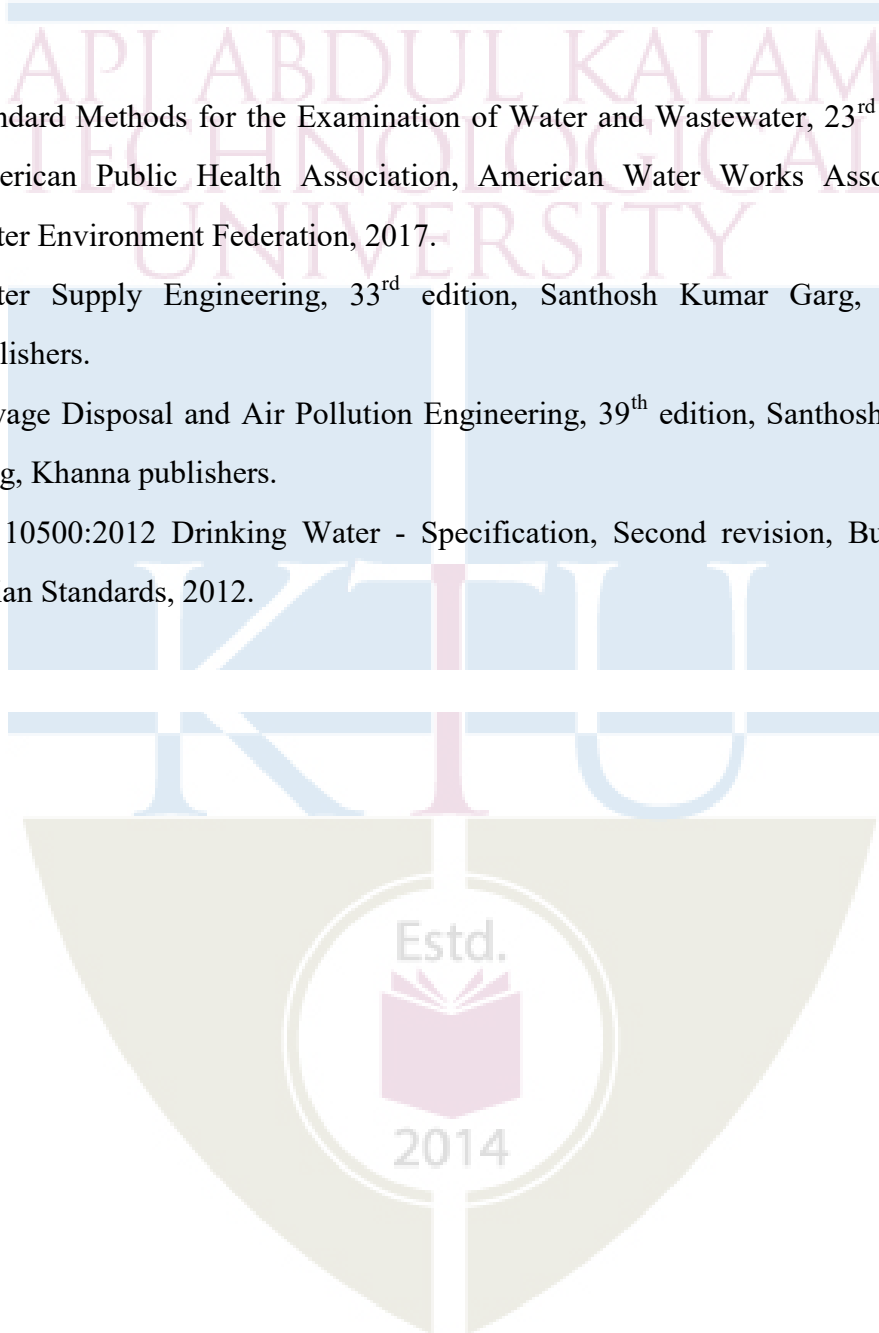 API ABDUL KALAM
TECHNOLOGICAL
UNIVERSITY
ndard Methods for the Examination of Water and Wastewater, 23rd
erican Public Health Association, American Water Works Asso
ter Environment Federation, 2017.
ter Supply Engineering, 33rd edition, Santhosh Kumar Garg,
lishers.
vage Disposal and Air Pollution Engineering, 39th edition, Santhosh
g, Khanna publishers.
10500:2012 Drinking Water - Specification, Second revision, Bu
ian Standards, 2012.
KTU
Estd.
2014